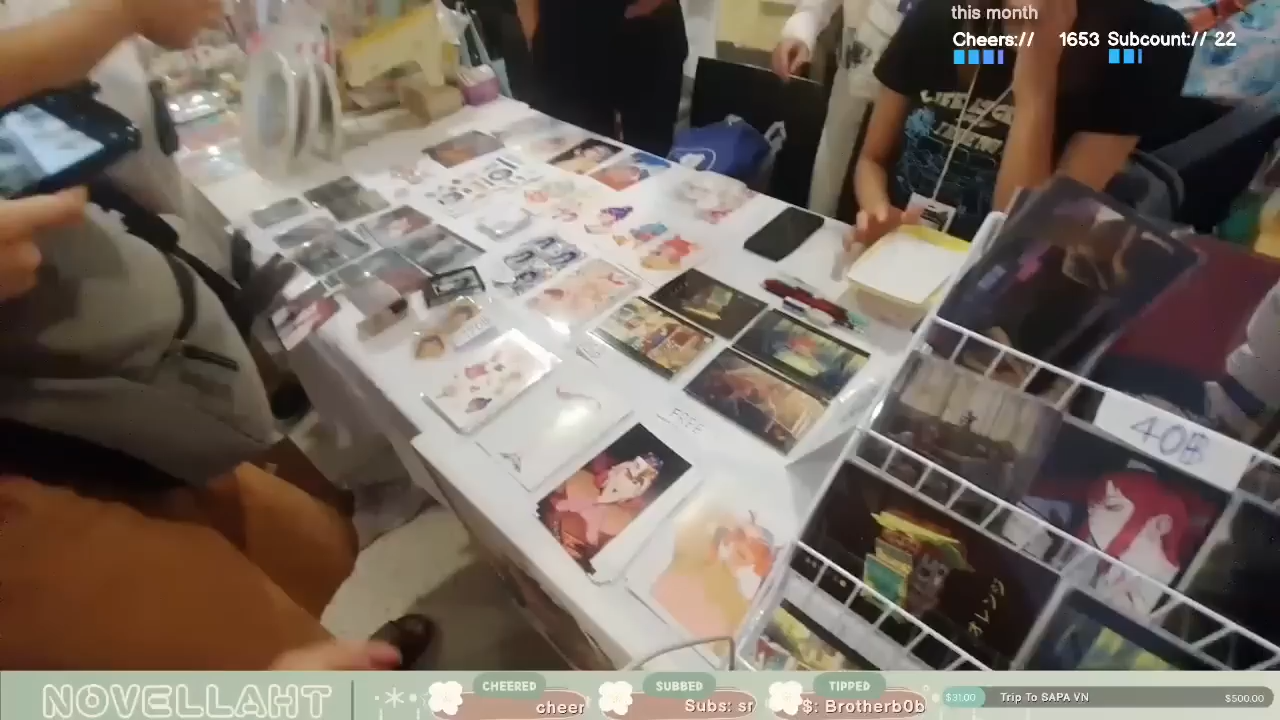 this month
Cheers:// 1653 Subcount:// 22
FREE
40฿
オレンジ
NOVELLAHT
CHEERED
cheer
SUBBED
Subs: sr
TIPPED
$: Brotherb0b
$31.00 Trip To SAPA VN $500.00